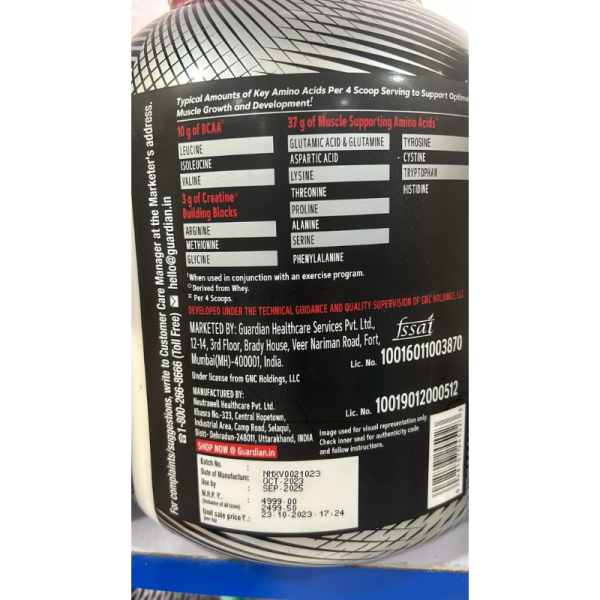 Typical Amounts of Key Amino Acids Per 4 Scoop Serving to Support Optima
Muscle Growth and Development.†
10 g of BCAA
LEUCINE
ISOLEUCINE
VALINE
3 g of Creatine
Building Blocks
ARGININE
METHIONINE
GLYCINE
37 g of Muscle Supporting Amino Acids
GLUTAMIC ACID & GLUTAMINE
ASPARTIC ACID
LYSINE
THREONINE
PROLINE
ALANINE
SERINE
PHENYLALANINE
TYROSINE
CYSTINE
TRYPTOPHAN
HISTIDINE
†When used in conjunction with an exercise program.
Derived from Whey.
Per 4 Scoops.
DEVELOPED UNDER THE TECHNICAL GUIDANCE AND QUALITY SUPERVISION OF GNC HOLDINGS, LLC
MARKETED BY: Guardian Healthcare Services Pvt. Ltd.,
12-14, 3rd Floor, Brady House, Veer Nariman Road, Fort,
Mumbai(MH)-400001, India.
Under license from GNC Holdings, LLC
fssai
Lic. No. 10016011003870
MANUFACTURED BY:
Neutrawell Healthcare Pvt. Ltd.
Khasra No.-323, Central Hopetown,
Industrial Area, Camp Road, Selaqui,
Distt- Dehradun-248011, Uttarakhand, INDIA
Lic. No. 10019012000512
Image used for visual representation only.
Check inner seal for authenticity code
and follow instructions.
SHOP NOW @ Guardian.in
Batch No. : NMXV0021023
Date of Manufacture: OCT.2023
Use by : SEP.2025
M.R.P. ₹. : 4999.00
(Inclusive of all taxes)
Unit sale price ₹.: 2499.50
(per kg)
23.10.2023.17:24
For complaints/suggestions, write to Customer Care Manager at the Marketer's address.
1-800-266-8666 (Toll Free) hello@guardian.in